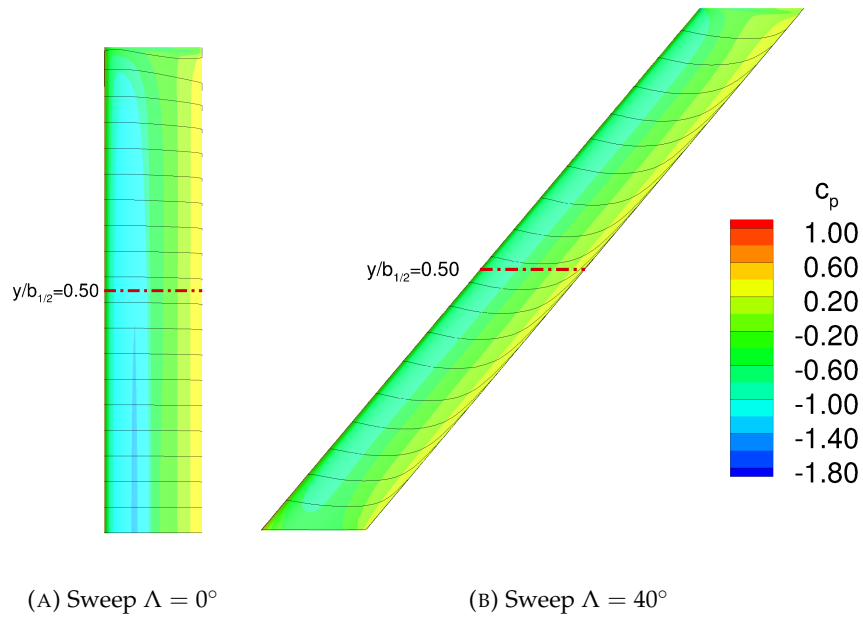 y/b1/2=0.50
y/b1/2=0.50
cp
1.00
0.60
0.20
-0.20
-0.60
-1.00
-1.40
-1.80
(A) Sweep Λ = 0°
(B) Sweep Λ = 40°